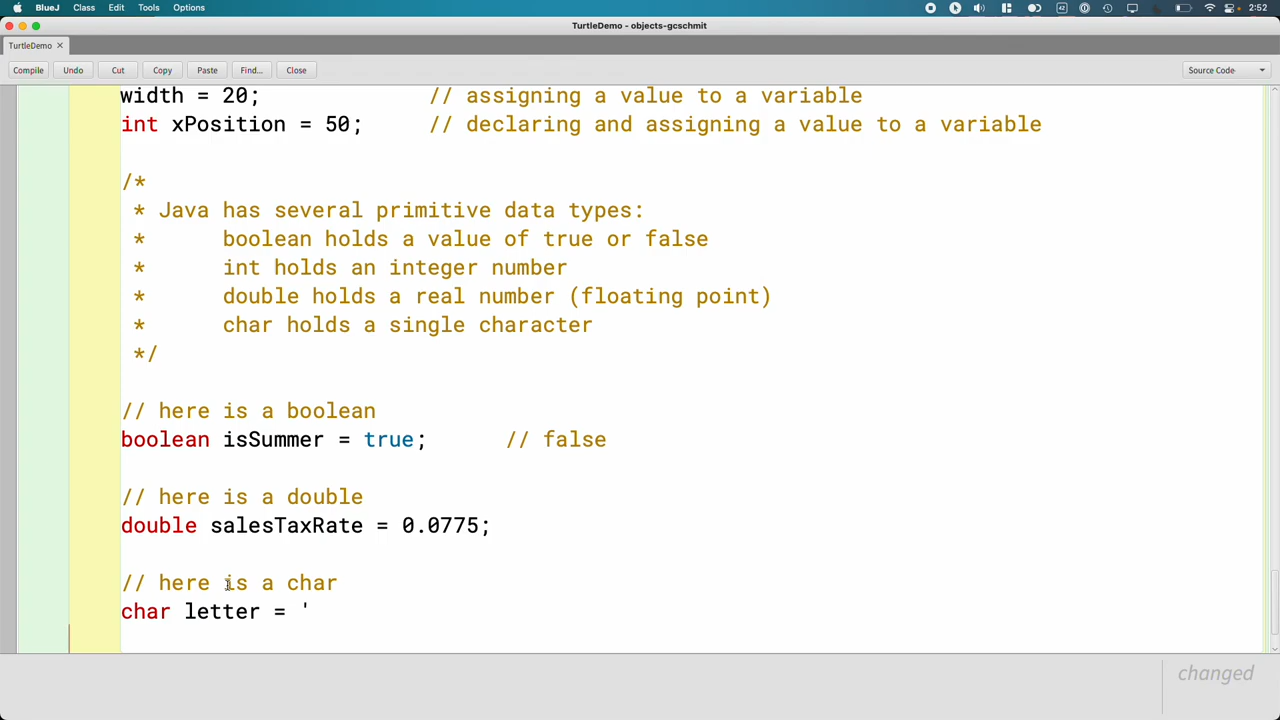 BlueJ Class Edit Tools Options 2:52
TurtleDemo - objects-gcschmit
TurtleDemo
Compile Undo Cut Copy Paste Find... Close Source Code
width = 20; // assigning a value to a variable
int xPosition = 50; // declaring and assigning a value to a variable
/*
* Java has several primitive data types:
* boolean holds a value of true or false
* int holds an integer number
* double holds a real number (floating point)
* char holds a single character
*/
// here is a boolean
boolean isSummer = true; // false
// here is a double
double salesTaxRate = 0.0775;
// here is a char
char letter = '
changed